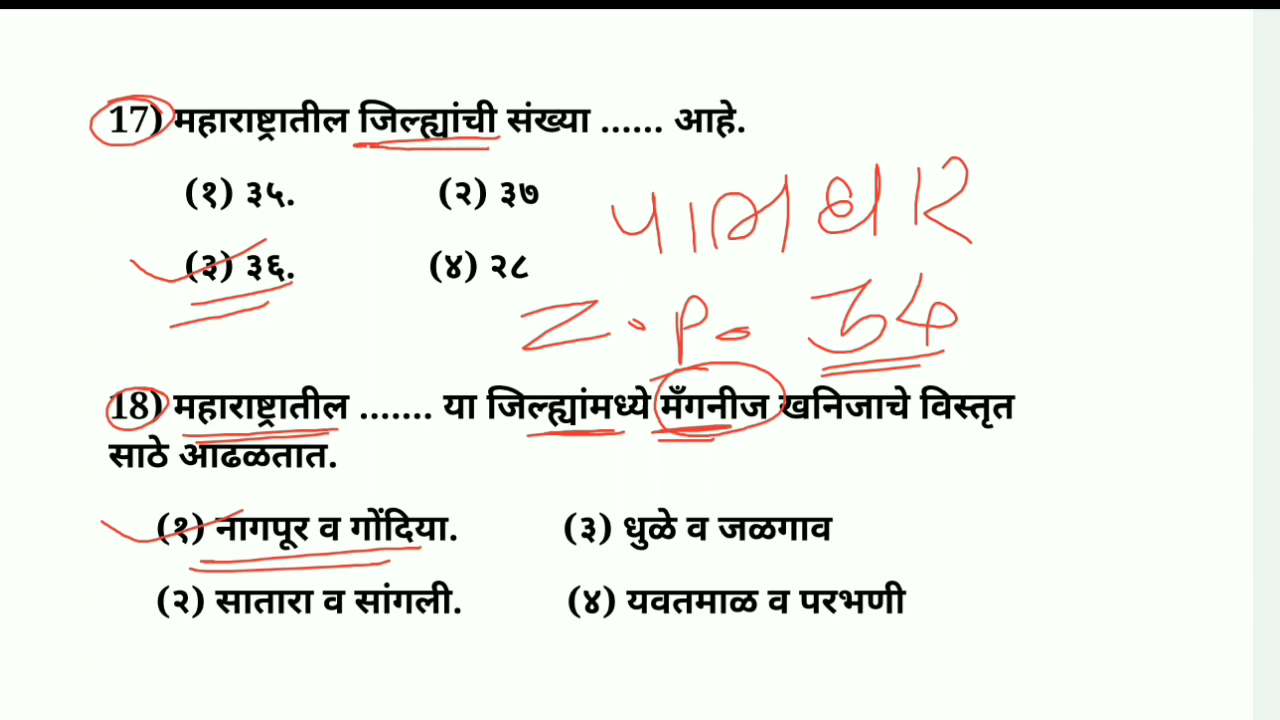 17) महाराष्ट्रातील जिल्ह्यांची संख्या ...... आहे.
(१) ३५. (२) ३७
पालघर
(३) ३६. (४) २८
Z.P. 34
18) महाराष्ट्रातील ....... या जिल्ह्यांमध्ये मँगनीज खनिजाचे विस्तृत
साठे आढळतात.
(१) नागपूर व गोंदिया. (३) धुळे व जळगाव
(२) सातारा व सांगली. (४) यवतमाळ व परभणी